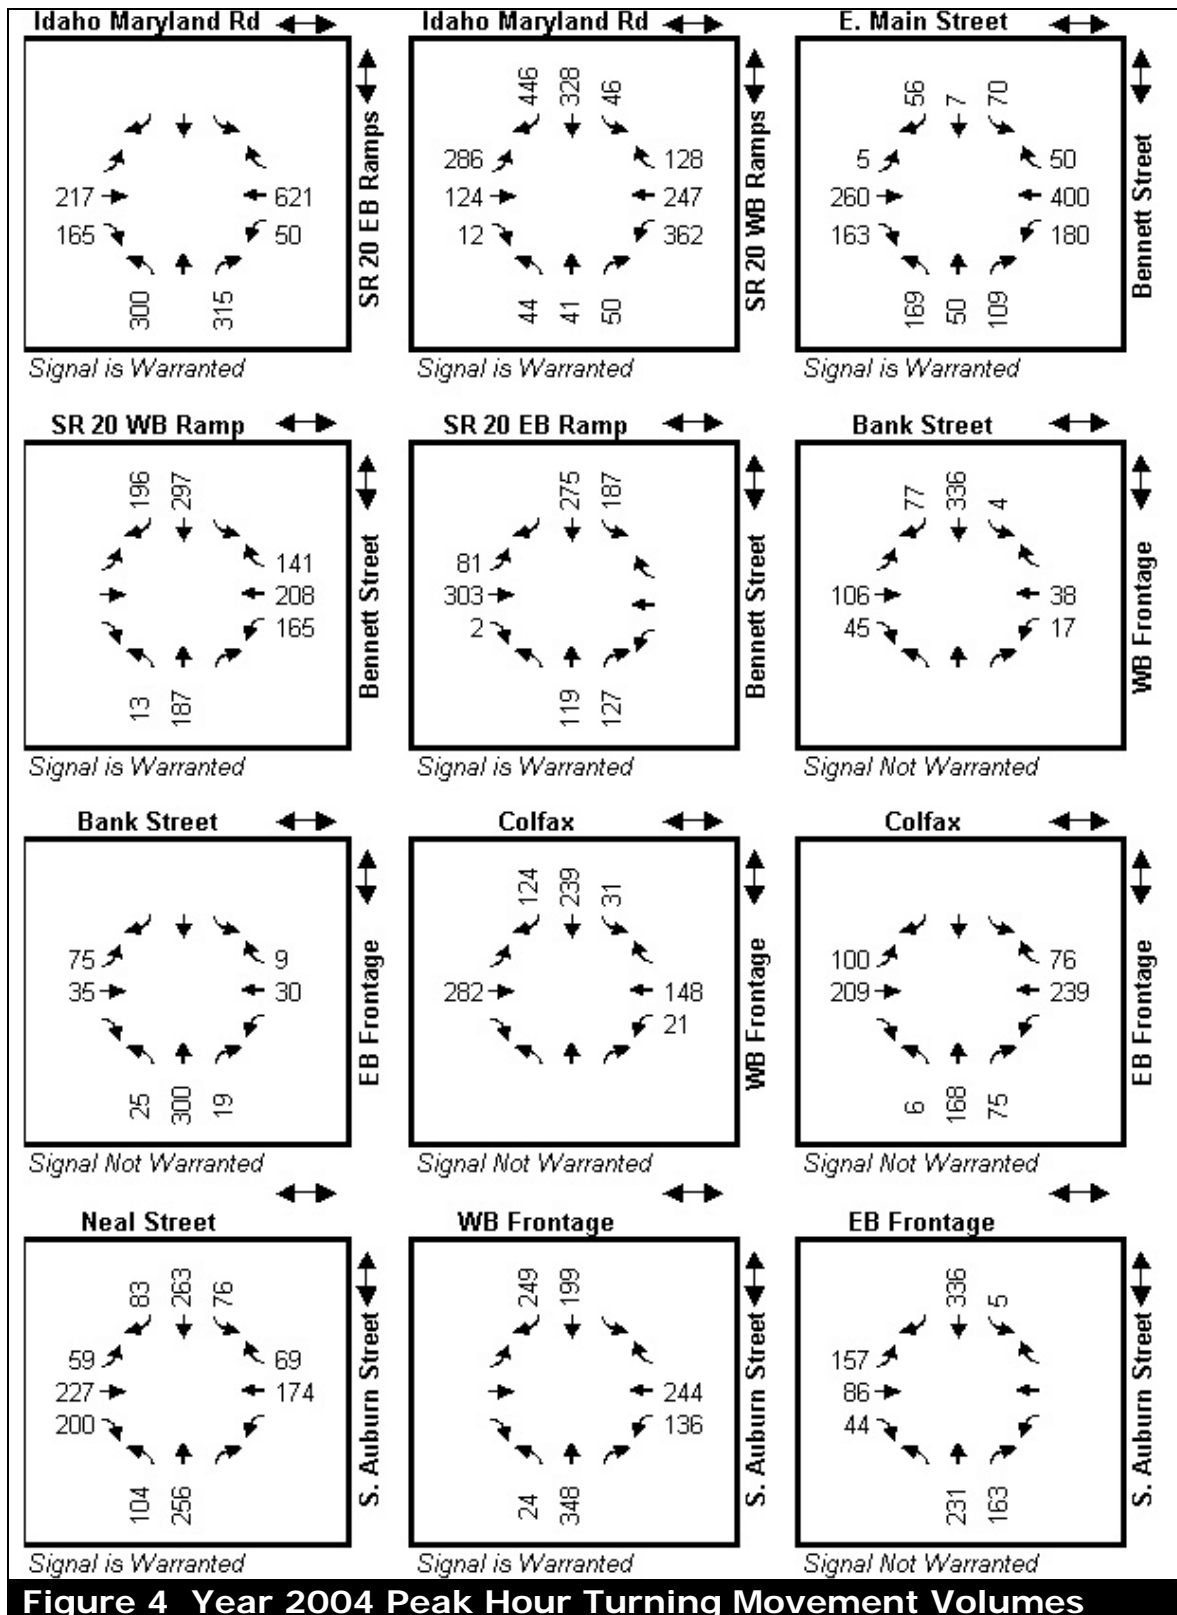 Idaho Maryland Rd
SR 20 EB Ramps
217
165
621
50
300
315
Signal is Warranted
Idaho Maryland Rd
SR 20 WB Ramps
446
328
46
286
124
12
128
247
362
44
41
50
Signal is Warranted
E. Main Street
Bennett Street
56
7
70
5
260
163
50
400
180
169
50
109
Signal is Warranted
SR 20 WB Ramp
Bennett Street
196
297
141
208
165
13
187
Signal is Warranted
SR 20 EB Ramp
Bennett Street
275
187
81
303
2
119
127
Signal is Warranted
Bank Street
WB Frontage
77
336
4
106
45
38
17
Signal Not Warranted
Bank Street
EB Frontage
75
35
9
30
25
300
19
Signal Not Warranted
Colfax
WB Frontage
124
239
31
282
148
21
Signal Not Warranted
Colfax
EB Frontage
100
209
76
239
6
168
75
Signal Not Warranted
Neal Street
83
263
76
59
227
200
69
174
104
256
Signal is Warranted
WB Frontage
S. Auburn Street
249
199
244
136
24
348
Signal is Warranted
EB Frontage
S. Auburn Street
336
5
157
86
44
231
163
Signal Not Warranted
S. Auburn Street
Figure 4 Year 2004 Peak Hour Turning Movement Volumes